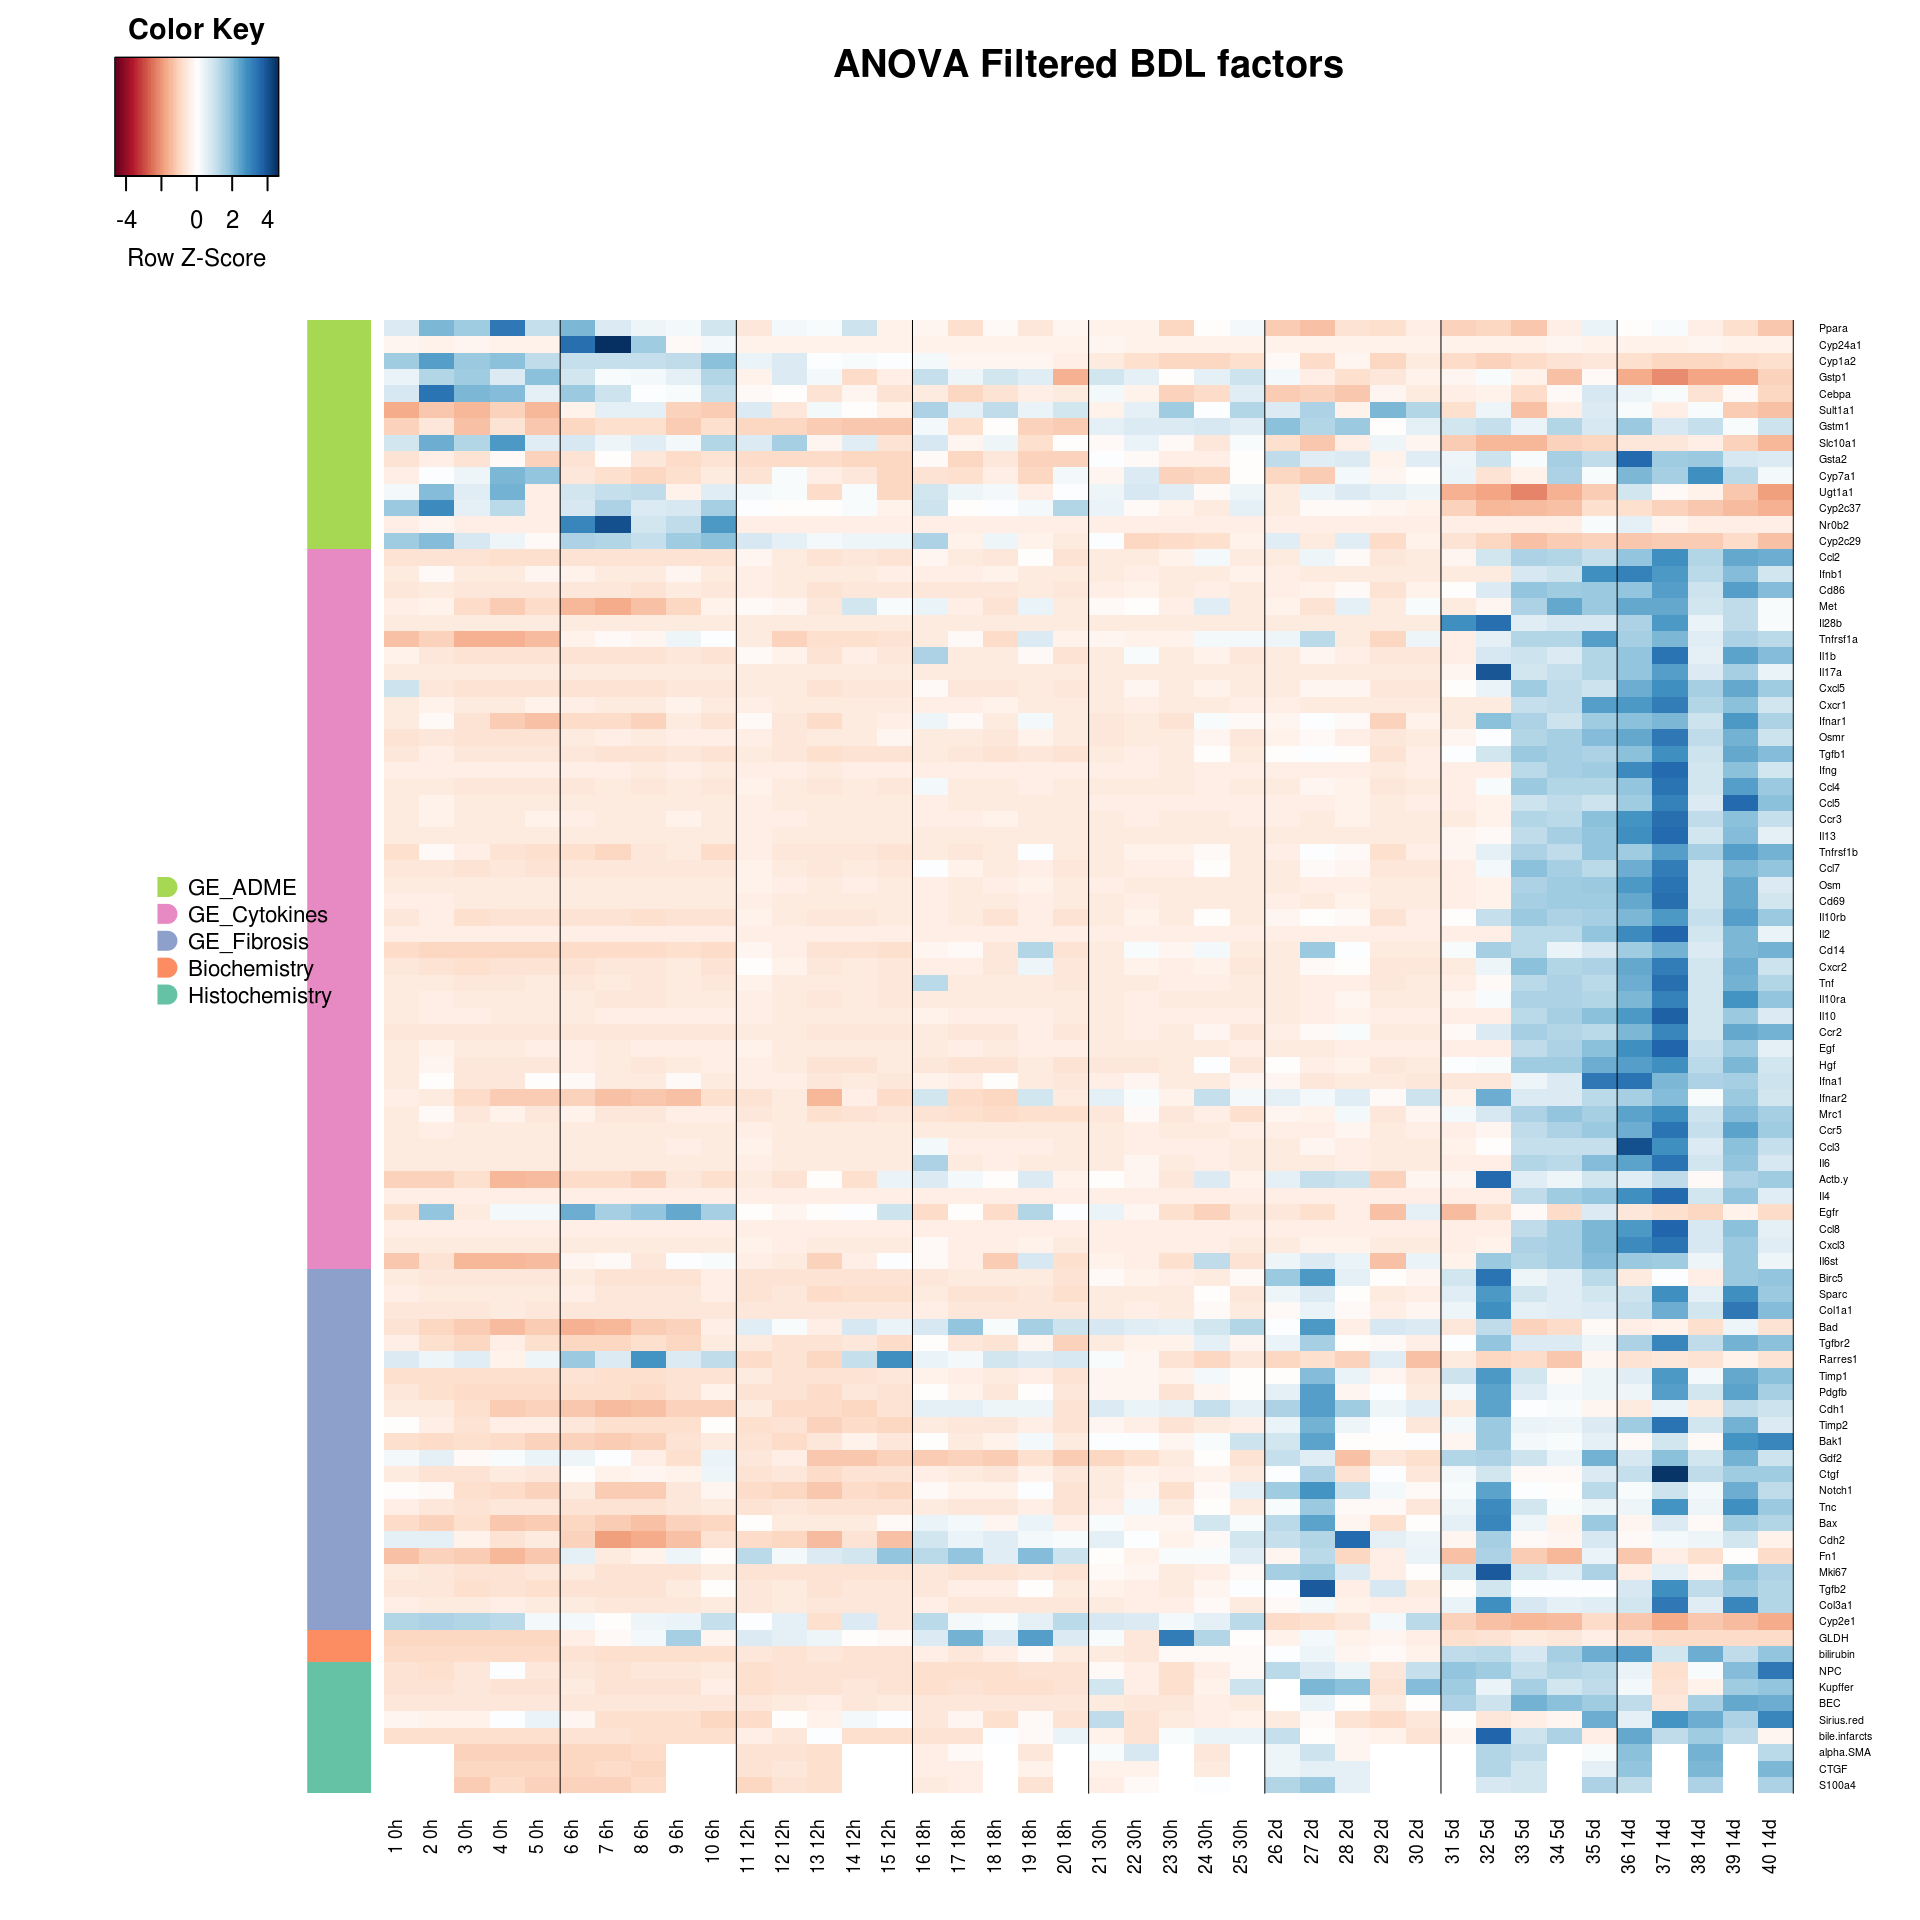 Color Key
ANOVA Filtered BDL factors
-4 0 2 4
Row Z-Score
Ppara
Cyp24a1
Cyp1a2
Gstp1
Cebpa
Sult1a1
Gstm1
Slc10a1
Gsta2
Cyp7a1
Ugt1a1
Cyp2c37
Nr0b2
Cyp2c29
Ccl2
Ifnb1
Cd86
Met
Il28b
Tnfrsf1a
Il1b
Il17a
Cxcl5
Cxcr1
Ifnar1
Osmr
Tgfb1
Ifng
Ccl4
Ccl5
Ccr3
Il13
Tnfrsf1b
Ccl7
Osm
Cd69
Il10rb
Il2
Cd14
Cxcr2
Tnf
Il10ra
Il10
Ccr2
Egf
Hgf
Ifna1
Ifnar2
Mrc1
Ccr5
Ccl3
Il6
Actb.y
Il4
Egfr
Ccl8
Cxcl3
Il6st
Birc5
Sparc
Col1a1
Bad
Tgfbr2
Rarres1
Timp1
Pdgfb
Cdh1
Timp2
Bak1
Gdf2
Ctgf
Notch1
Tnc
Bax
Cdh2
Fn1
Mki67
Tgfb2
Col3a1
Cyp2e1
GLDH
bilirubin
NPC
Kupffer
BEC
Sirius.red
bile.infarcts
alpha.SMA
CTGF
S100a4
GE_ADME
GE_Cytokines
GE_Fibrosis
Biochemistry
Histochemistry
1 0h
2 0h
3 0h
4 0h
5 0h
6 6h
7 6h
8 6h
9 6h
10 6h
11 12h
12 12h
13 12h
14 12h
15 12h
16 18h
17 18h
18 18h
19 18h
20 18h
21 30h
22 30h
23 30h
24 30h
25 30h
26 2d
27 2d
28 2d
29 2d
30 2d
31 5d
32 5d
33 5d
34 5d
35 5d
36 14d
37 14d
38 14d
39 14d
40 14d